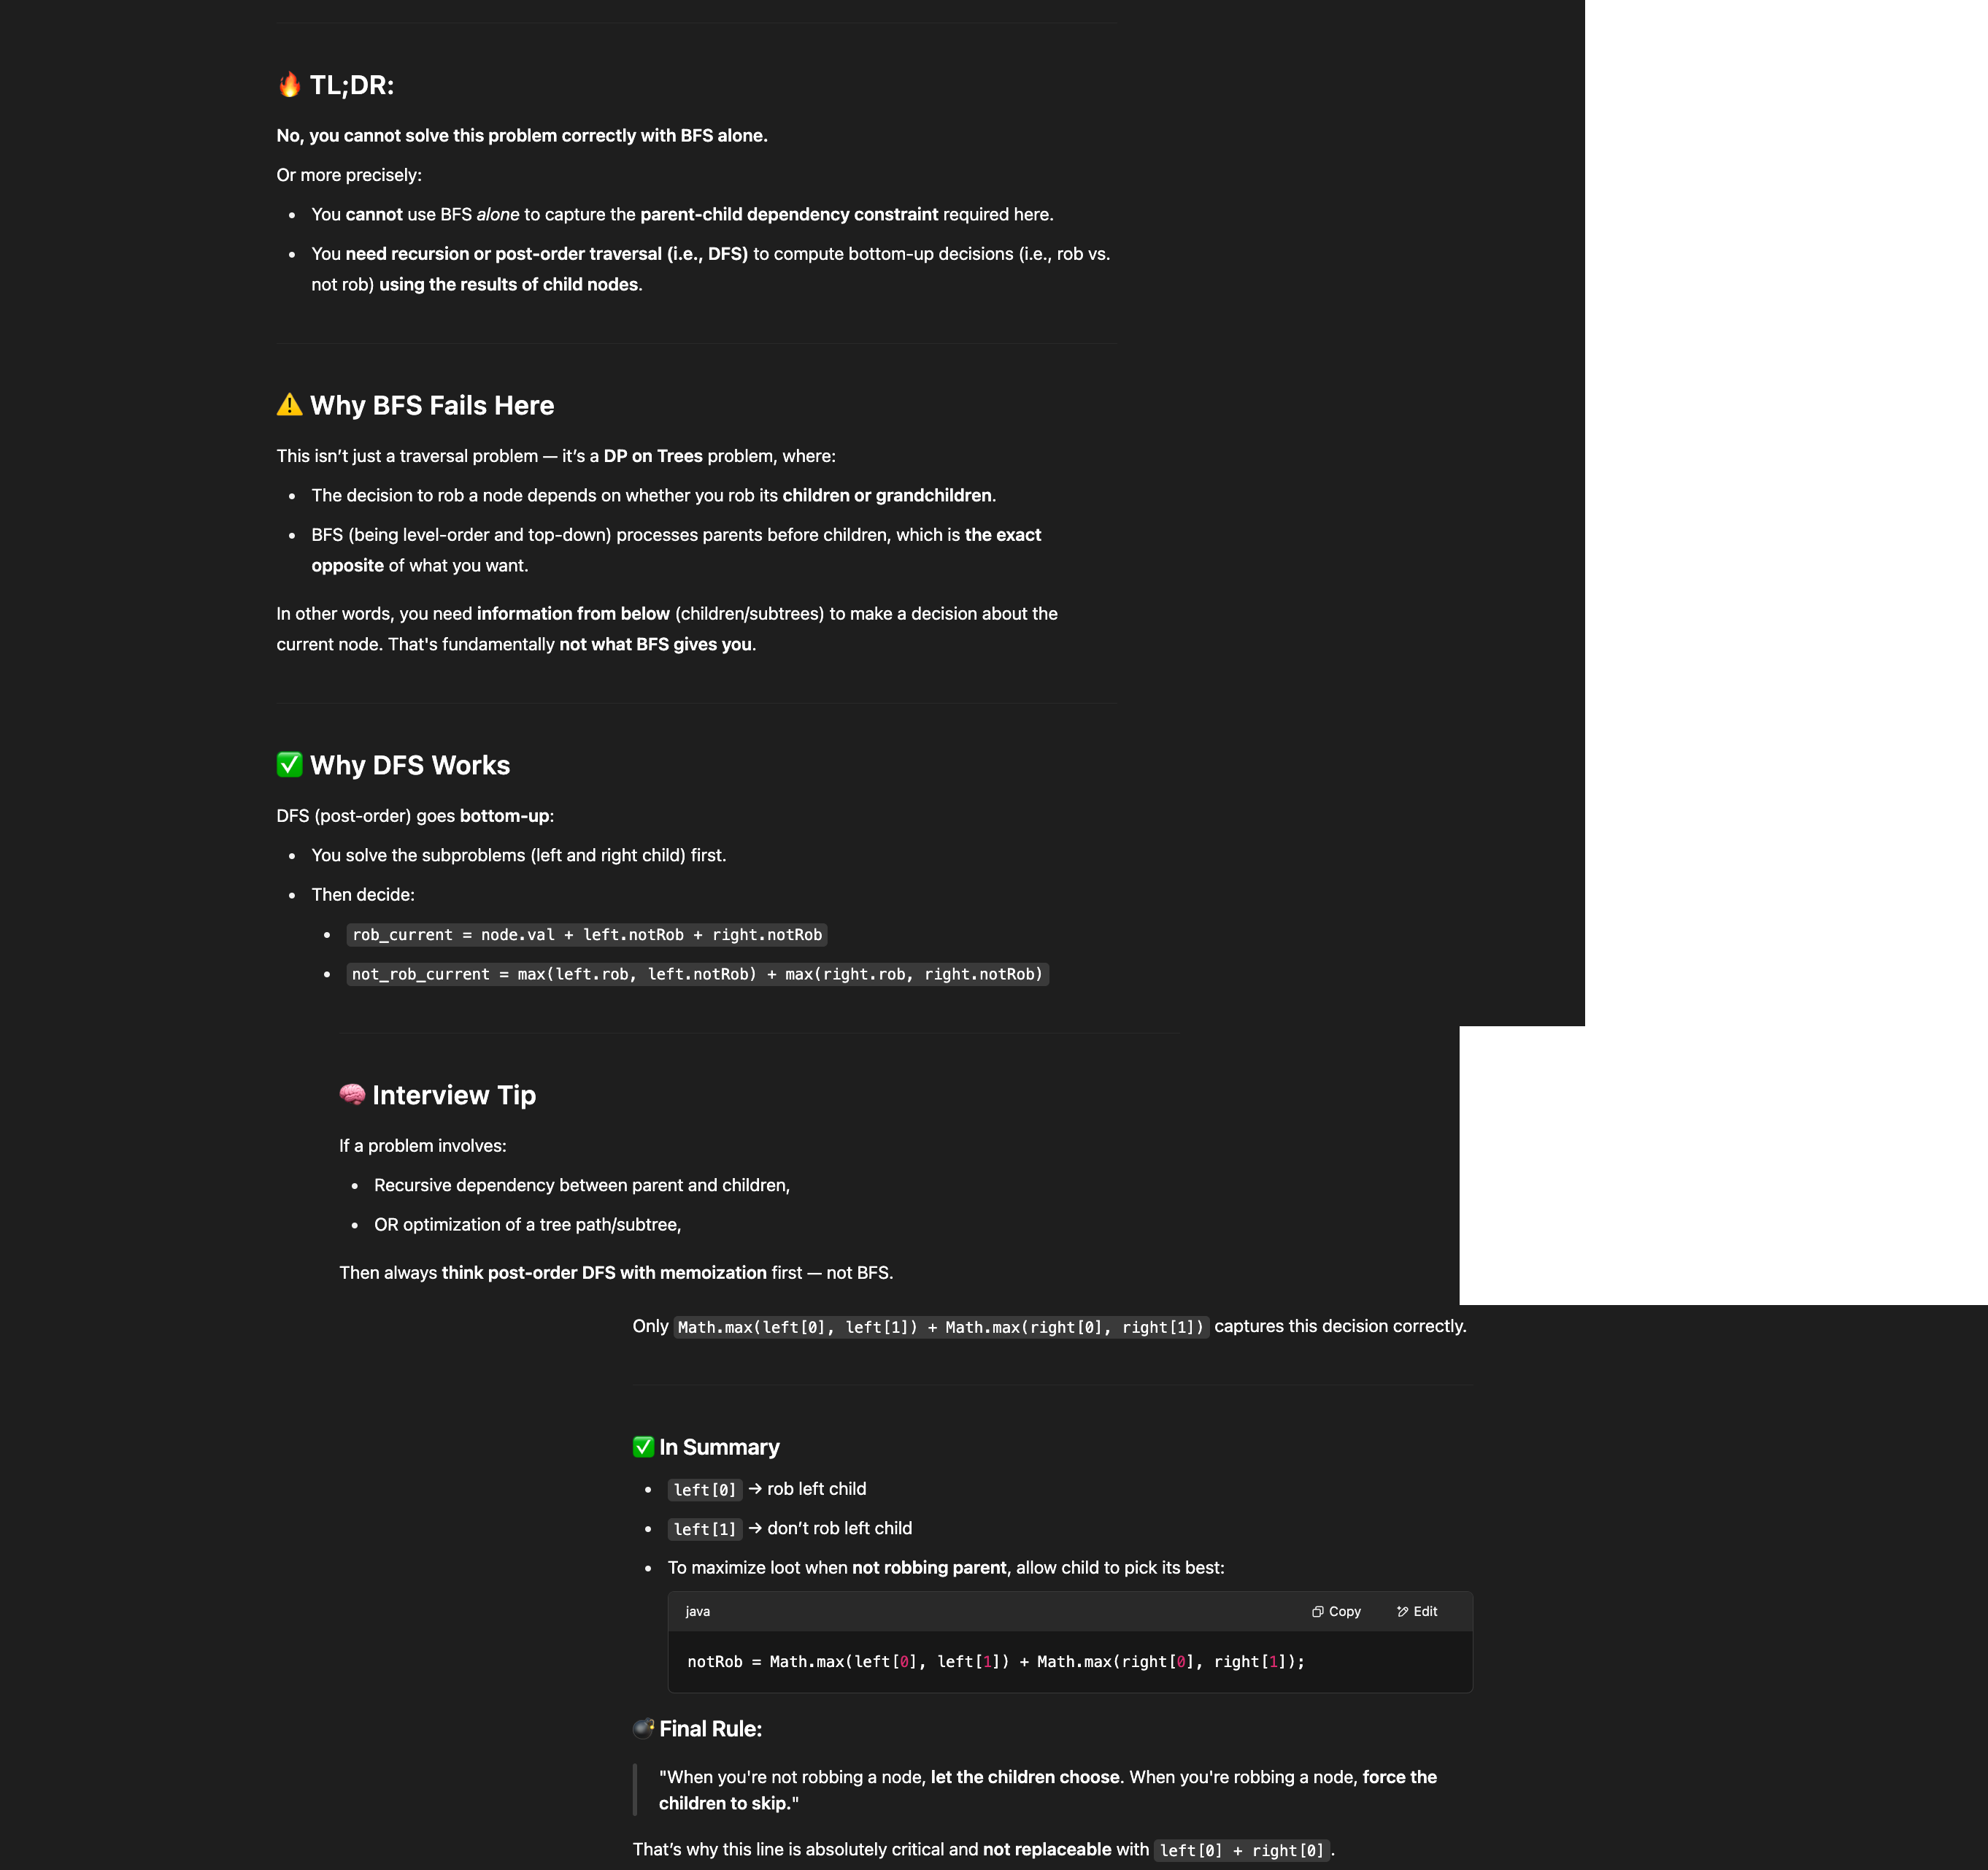 🔥 TL;DR:
No, you cannot solve this problem correctly with BFS alone.
Or more precisely:
• You cannot use BFS alone to capture the parent-child dependency constraint required here.
• You need recursion or post-order traversal (i.e., DFS) to compute bottom-up decisions (i.e., rob vs.
not rob) using the results of child nodes.
⚠️ Why BFS Fails Here
This isn’t just a traversal problem — it’s a DP on Trees problem, where:
• The decision to rob a node depends on whether you rob its children or grandchildren.
• BFS (being level-order and top-down) processes parents before children, which is the exact
opposite of what you want.
In other words, you need information from below (children/subtrees) to make a decision about the
current node. That's fundamentally not what BFS gives you.
✅ Why DFS Works
DFS (post-order) goes bottom-up:
• You solve the subproblems (left and right child) first.
• Then decide:
• rob_current = node.val + left.notRob + right.notRob
• not_rob_current = max(left.rob, left.notRob) + max(right.rob, right.notRob)
🧠 Interview Tip
If a problem involves:
• Recursive dependency between parent and children,
• OR optimization of a tree path/subtree,
Then always think post-order DFS with memoization first — not BFS.
Only Math.max(left[0], left[1]) + Math.max(right[0], right[1]) captures this decision correctly.
✅ In Summary
• left[0] → rob left child
• left[1] → don’t rob left child
• To maximize loot when not robbing parent, allow child to pick its best:
java Copy Edit
notRob = Math.max(left[0], left[1]) + Math.max(right[0], right[1]);
💣 Final Rule:
"When you're not robbing a node, let the children choose. When you're robbing a node, force the
children to skip."
That’s why this line is absolutely critical and not replaceable with left[0] + right[0].